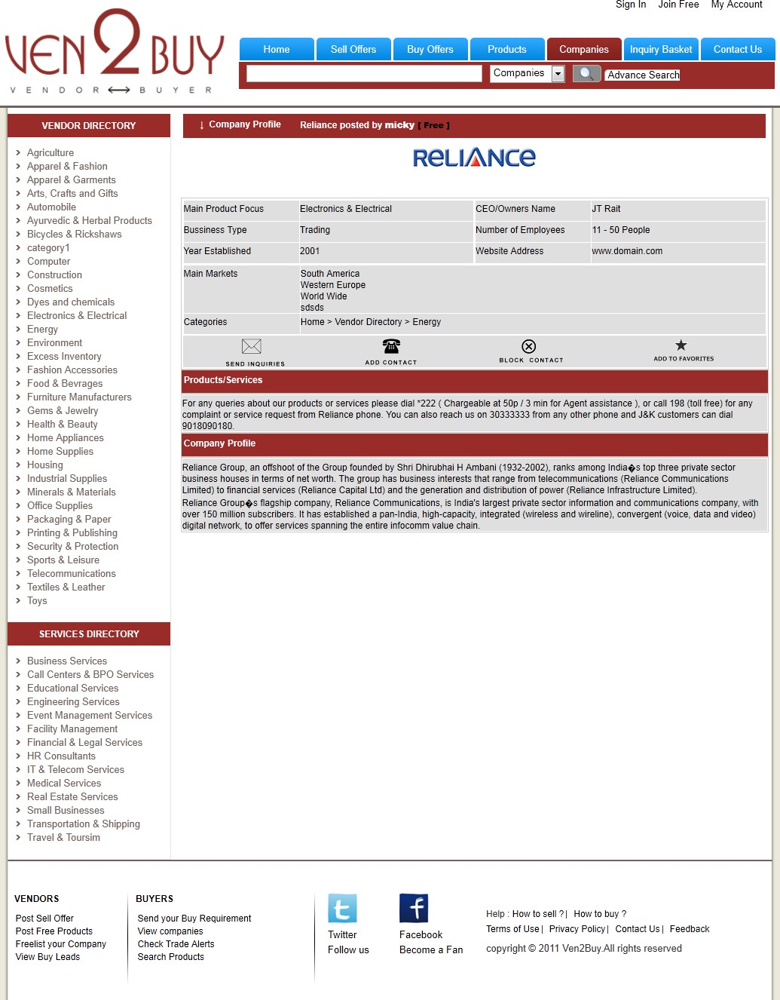 Sign In Join Free My Account
VEN 2 BUY
VENDOR BUYER
Home Sell Offers Buy Offers Products Companies Inquiry Basket Contact Us
Companies Advance Search
VENDOR DIRECTORY
Agriculture
Apparel & Fashion
Apparel & Garments
Arts, Crafts and Gifts
Automobile
Ayurvedic & Herbal Products
Bicycles & Rickshaws
category1
Computer
Construction
Cosmetics
Dyes and chemicals
Electronics & Electrical
Energy
Environment
Excess Inventory
Fashion Accessories
Food & Bevrages
Furniture Manufacturers
Gems & Jewelry
Health & Beauty
Home Appliances
Home Supplies
Housing
Industrial Supplies
Minerals & Materials
Office Supplies
Packaging & Paper
Printing & Publishing
Security & Protection
Sports & Leisure
Telecommunications
Textiles & Leather
Toys
SERVICES DIRECTORY
Business Services
Call Centers & BPO Services
Educational Services
Engineering Services
Event Management Services
Facility Management
Financial & Legal Services
HR Consultants
IT & Telecom Services
Medical Services
Real Estate Services
Small Businesses
Transportation & Shipping
Travel & Toursim
↓ Company Profile Reliance posted by micky [ Free ]
RELIANCE
Main Product Focus Electronics & Electrical CEO/Owners Name JT Rait
Bussiness Type Trading Number of Employees 11 - 50 People
Year Established 2001 Website Address www.domain.com
Main Markets South America
Western Europe
World Wide
sdsds
Categories Home > Vendor Directory > Energy
SEND INQUIRIES ADD CONTACT BLOCK CONTACT ADD TO FAVORITES
Products/Services
For any queries about our products or services please dial *222 ( Chargeable at 50p / 3 min for Agent assistance ), or call 198 (toll free) for any
complaint or service request from Reliance phone. You can also reach us on 30333333 from any other phone and J&K customers can dial
9018090180.
Company Profile
Reliance Group, an offshoot of the Group founded by Shri Dhirubhai H Ambani (1932-2002), ranks among India�s top three private sector
business houses in terms of net worth. The group has business interests that range from telecommunications (Reliance Communications
Limited) to financial services (Reliance Capital Ltd) and the generation and distribution of power (Reliance Infrastructure Limited).
Reliance Group�s flagship company, Reliance Communications, is India's largest private sector information and communications company, with
over 150 million subscribers. It has established a pan-India, high-capacity, integrated (wireless and wireline), convergent (voice, data and video)
digital network, to offer services spanning the entire infocomm value chain.
VENDORS
Post Sell Offer
Post Free Products
Freelist your Company
View Buy Leads
BUYERS
Send your Buy Requirement
View companies
Check Trade Alerts
Search Products
Twitter
Follow us
Facebook
Become a Fan
Help : How to sell ? | How to buy ?
Terms of Use | Privacy Policy | Contact Us | Feedback
copyright © 2011 Ven2Buy.All rights reserved